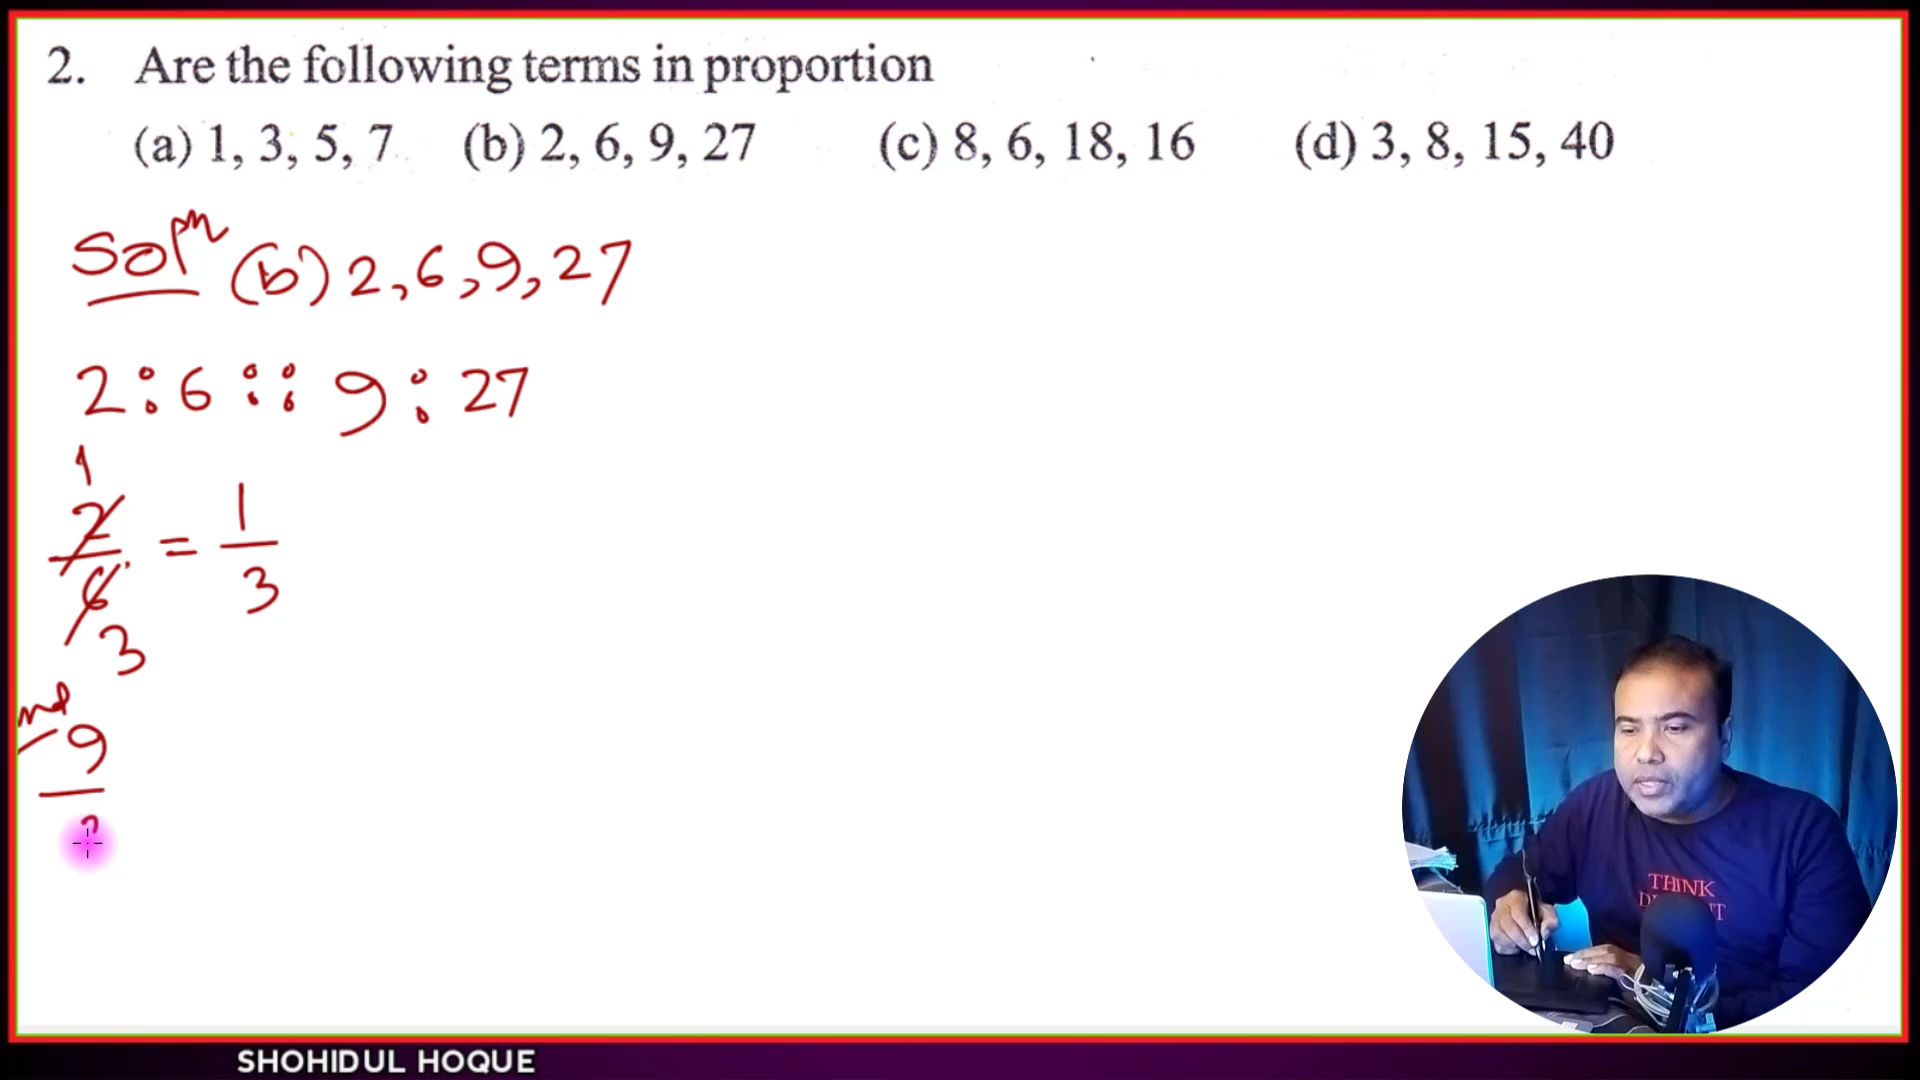 2. Are the following terms in proportion
(a) 1, 3, 5, 7 (b) 2, 6, 9, 27 (c) 8, 6, 18, 16 (d) 3, 8, 15, 40
Solⁿ (b) 2, 6, 9, 27
2 : 6 :: 9 : 27
1
2/6 = 1/3
3
and
9
THINK
SHOHIDUL HOQUE